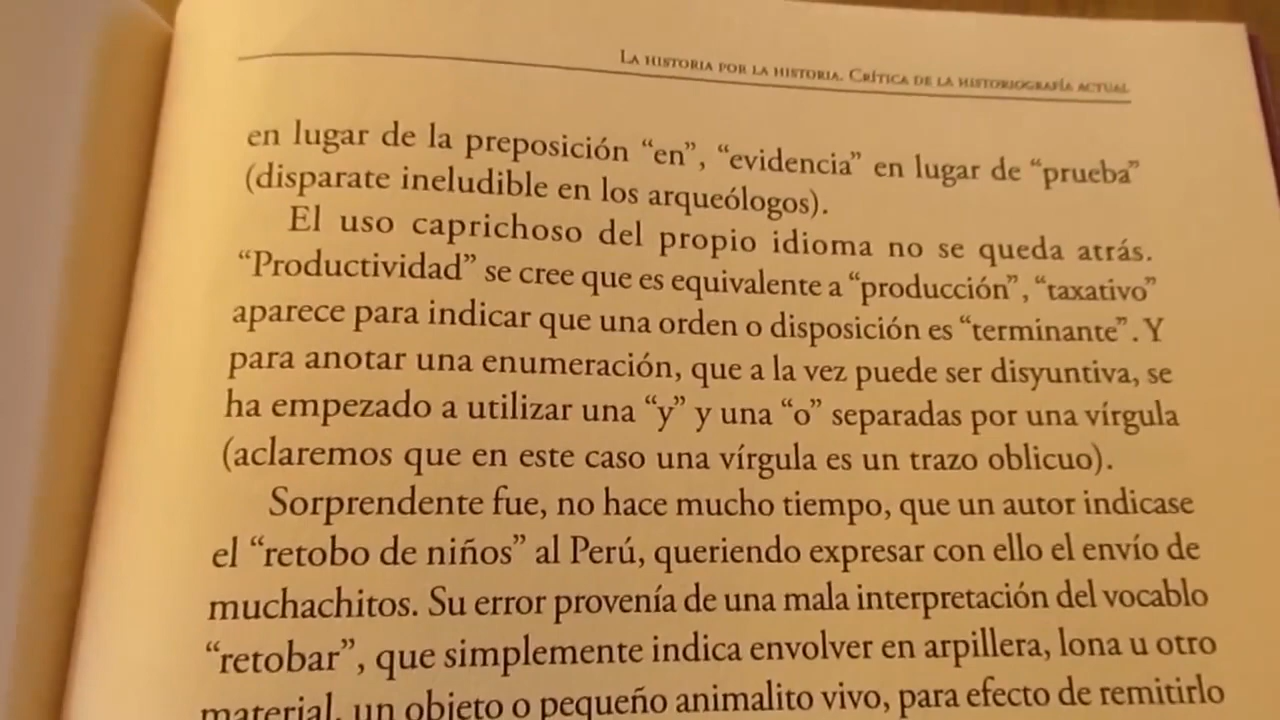 La historia por la historia. Crítica de la historiografía actual
en lugar de la preposición “en”, “evidencia” en lugar de “prueba”
(disparate ineludible en los arqueólogos).
El uso caprichoso del propio idioma no se queda atrás.
“Productividad” se cree que es equivalente a “producción”, “taxativo”
aparece para indicar que una orden o disposición es “terminante”. Y
para anotar una enumeración, que a la vez puede ser disyuntiva, se
ha empezado a utilizar una “y” y una “o” separadas por una vírgula
(aclaremos que en este caso una vírgula es un trazo oblicuo).
Sorprendente fue, no hace mucho tiempo, que un autor indicase
el “retobo de niños” al Perú, queriendo expresar con ello el envío de
muchachitos. Su error provenía de una mala interpretación del vocablo
“retobar”, que simplemente indica envolver en arpillera, lona u otro
material, un objeto o pequeño animalito vivo, para efecto de remitirlo